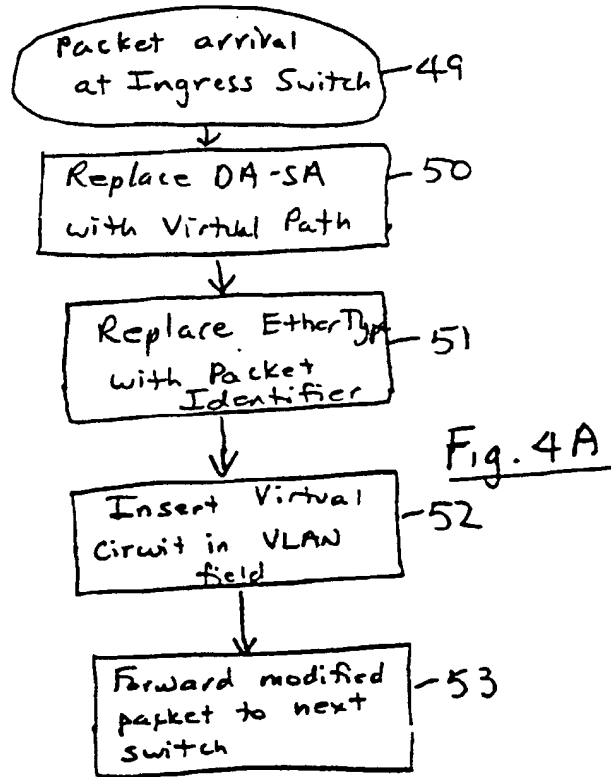 Packet arrival
at Ingress Switch
49
Replace DA-SA
with Virtual Path
50
Replace EtherTyp
with Packet
Identifier
51
Fig. 4A
Insert Virtual
Circuit in VLAN
field
52
Forward modified
packet to next
switch
53